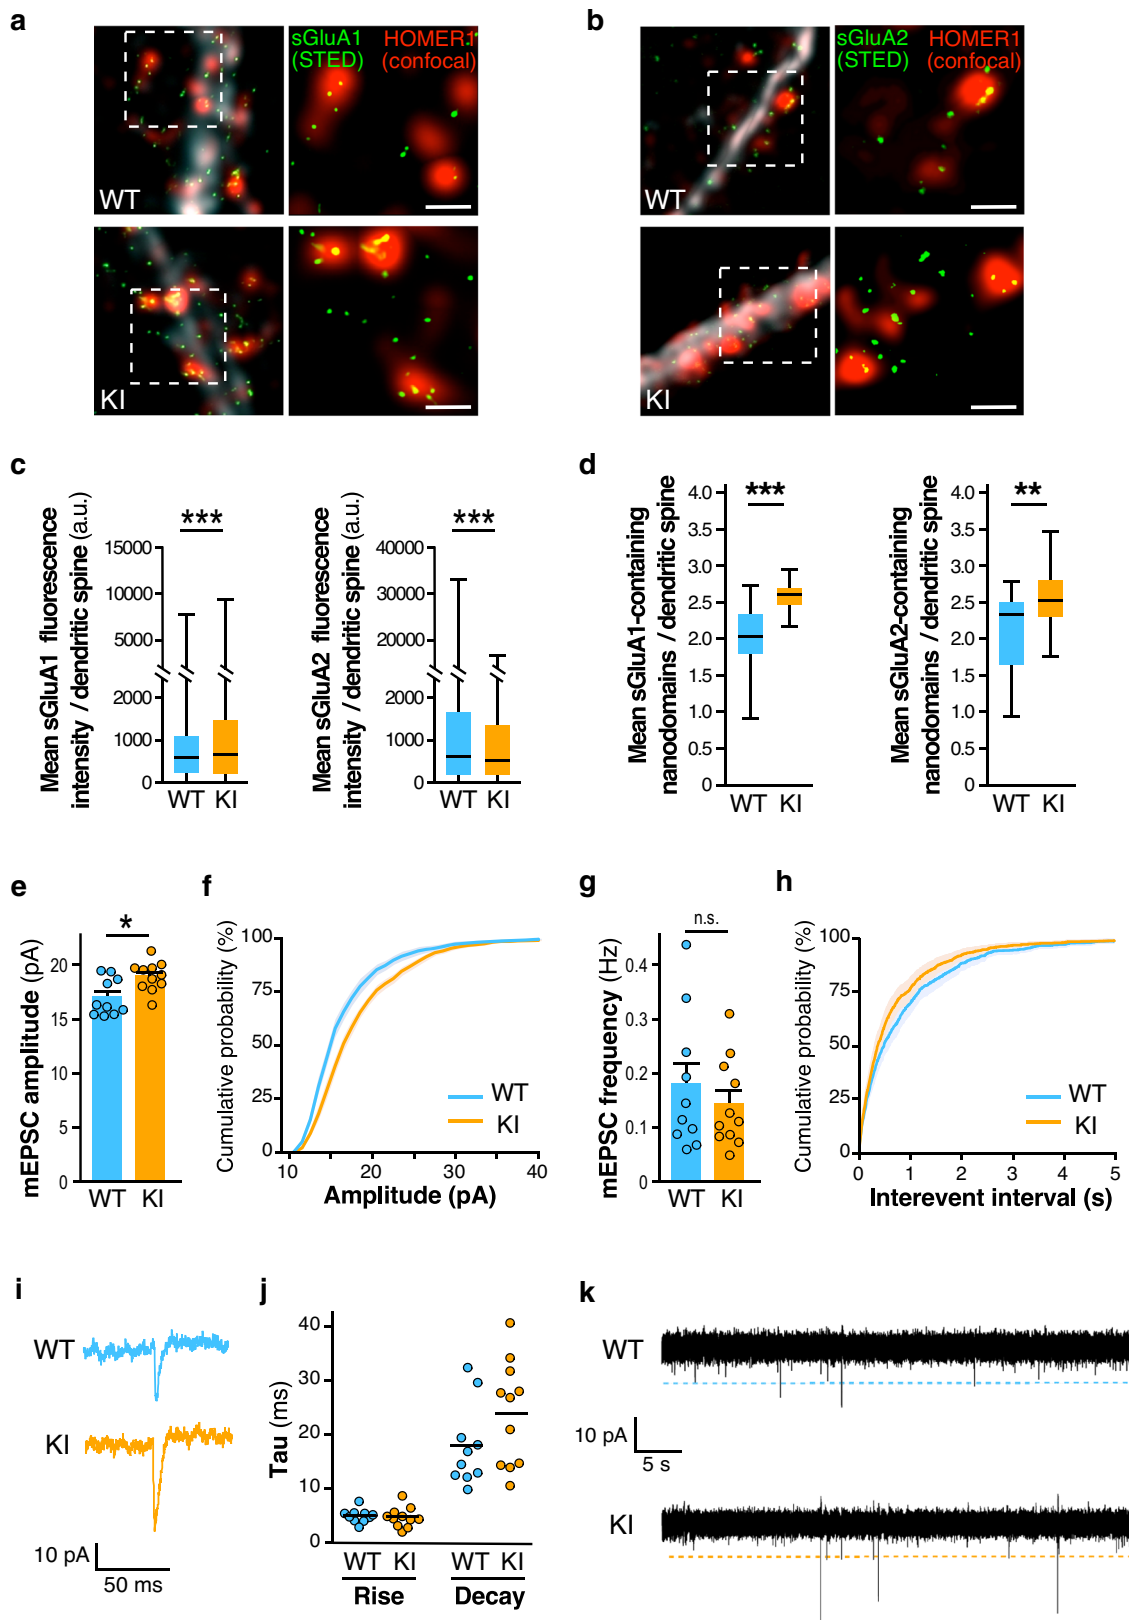 a
sGluA1 HOMER1
(STED) (confocal)
WT
KI
b
sGluA2 HOMER1
(STED) (confocal)
WT
KI
c
Mean sGluA1 fluorescence
intensity / dendritic spine (a.u.)
***
15000
10000
5000
2000
1000
0
WT KI
Mean sGluA2 fluorescence
intensity / dendritic spine (a.u.)
***
40000
20000
2000
1000
0
WT KI
d
Mean sGluA1-containing
nanodomains / dendritic spine
***
4.0
3.5
3.0
2.5
2.0
1.5
1.0
0.5
0
WT KI
Mean sGluA2-containing
nanodomains / dendritic spine
**
4.0
3.5
3.0
2.5
2.0
1.5
1.0
0.5
0
WT KI
e
mEPSC amplitude (pA)
*
20
15
10
5
0
WT KI
f
Cumulative probability (%)
100
75
50
25
0
10 20 30 40
Amplitude (pA)
WT
KI
g
mEPSC frequency (Hz)
n.s.
0.4
0.3
0.2
0.1
0
WT KI
h
Cumulative probability (%)
100
75
50
25
0
0 1 2 3 4 5
Interevent interval (s)
WT
KI
i
WT
KI
10 pA
50 ms
j
Tau (ms)
40
30
20
10
0
WT KI WT KI
Rise Decay
k
WT
10 pA
5 s
KI